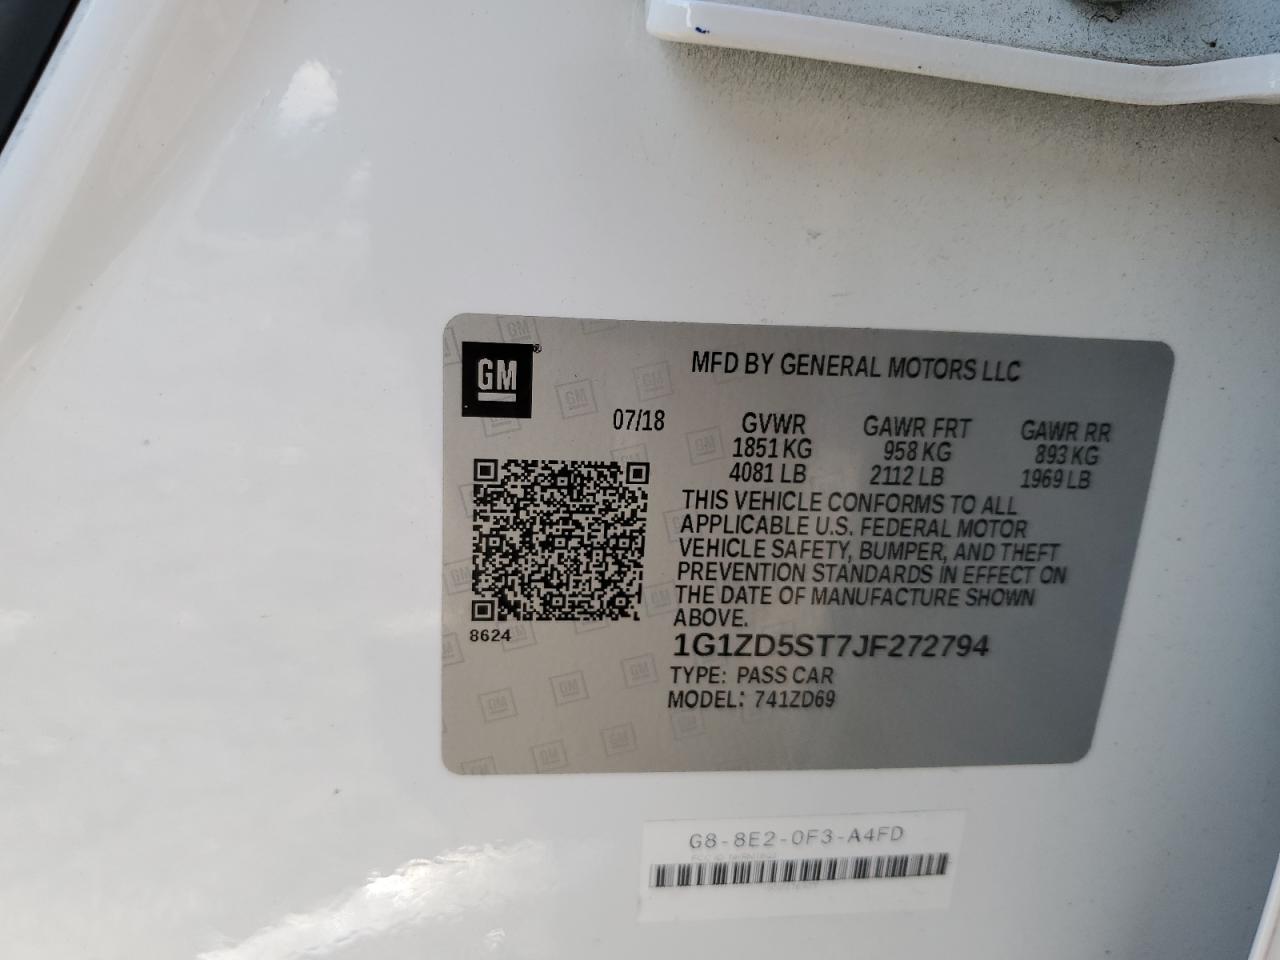 GM
MFD BY GENERAL MOTORS LLC
07/18
GVWR GAWR FRT GAWR RR
1851 KG 958 KG 893 KG
4081 LB 2112 LB 1969 LB
THIS VEHICLE CONFORMS TO ALL
APPLICABLE U.S. FEDERAL MOTOR
VEHICLE SAFETY, BUMPER, AND THEFT
PREVENTION STANDARDS IN EFFECT ON
THE DATE OF MANUFACTURE SHOWN
ABOVE.
8624
1G1ZD5ST7JF272794
TYPE: PASS CAR
MODEL: 741ZD69
G8-8E2-0F3-A4FD